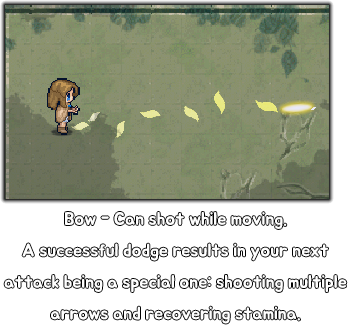 Bow - Can shot while moving.
A successful dodge results in your next
attack being a special one: shooting multiple
arrows and recovering stamina.